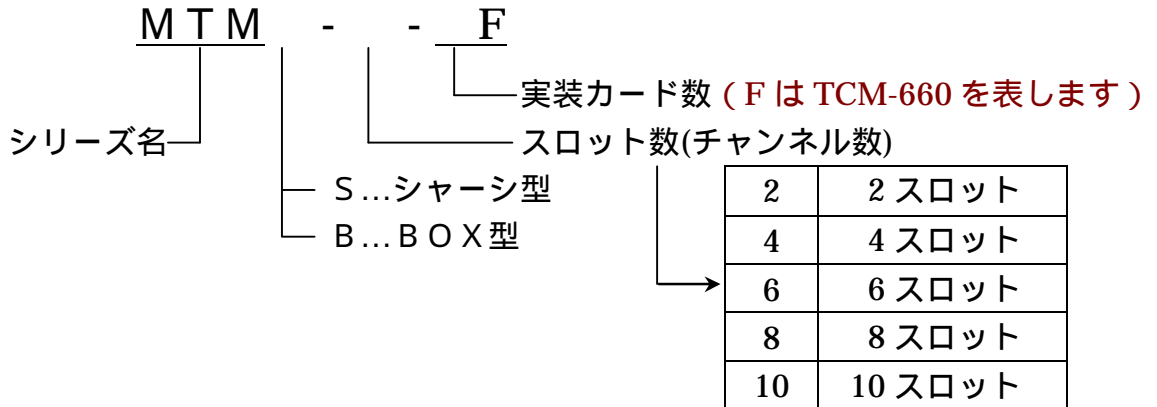 ＭＴＭ - - F
実装カード数 ( F は TCM-660 を表します )
シリーズ名
スロット数(チャンネル数)
Ｓ…シャーシ型
Ｂ…ＢＯＸ型
2 2 スロット
4 4 スロット
6 6 スロット
8 8 スロット
10 10 スロット